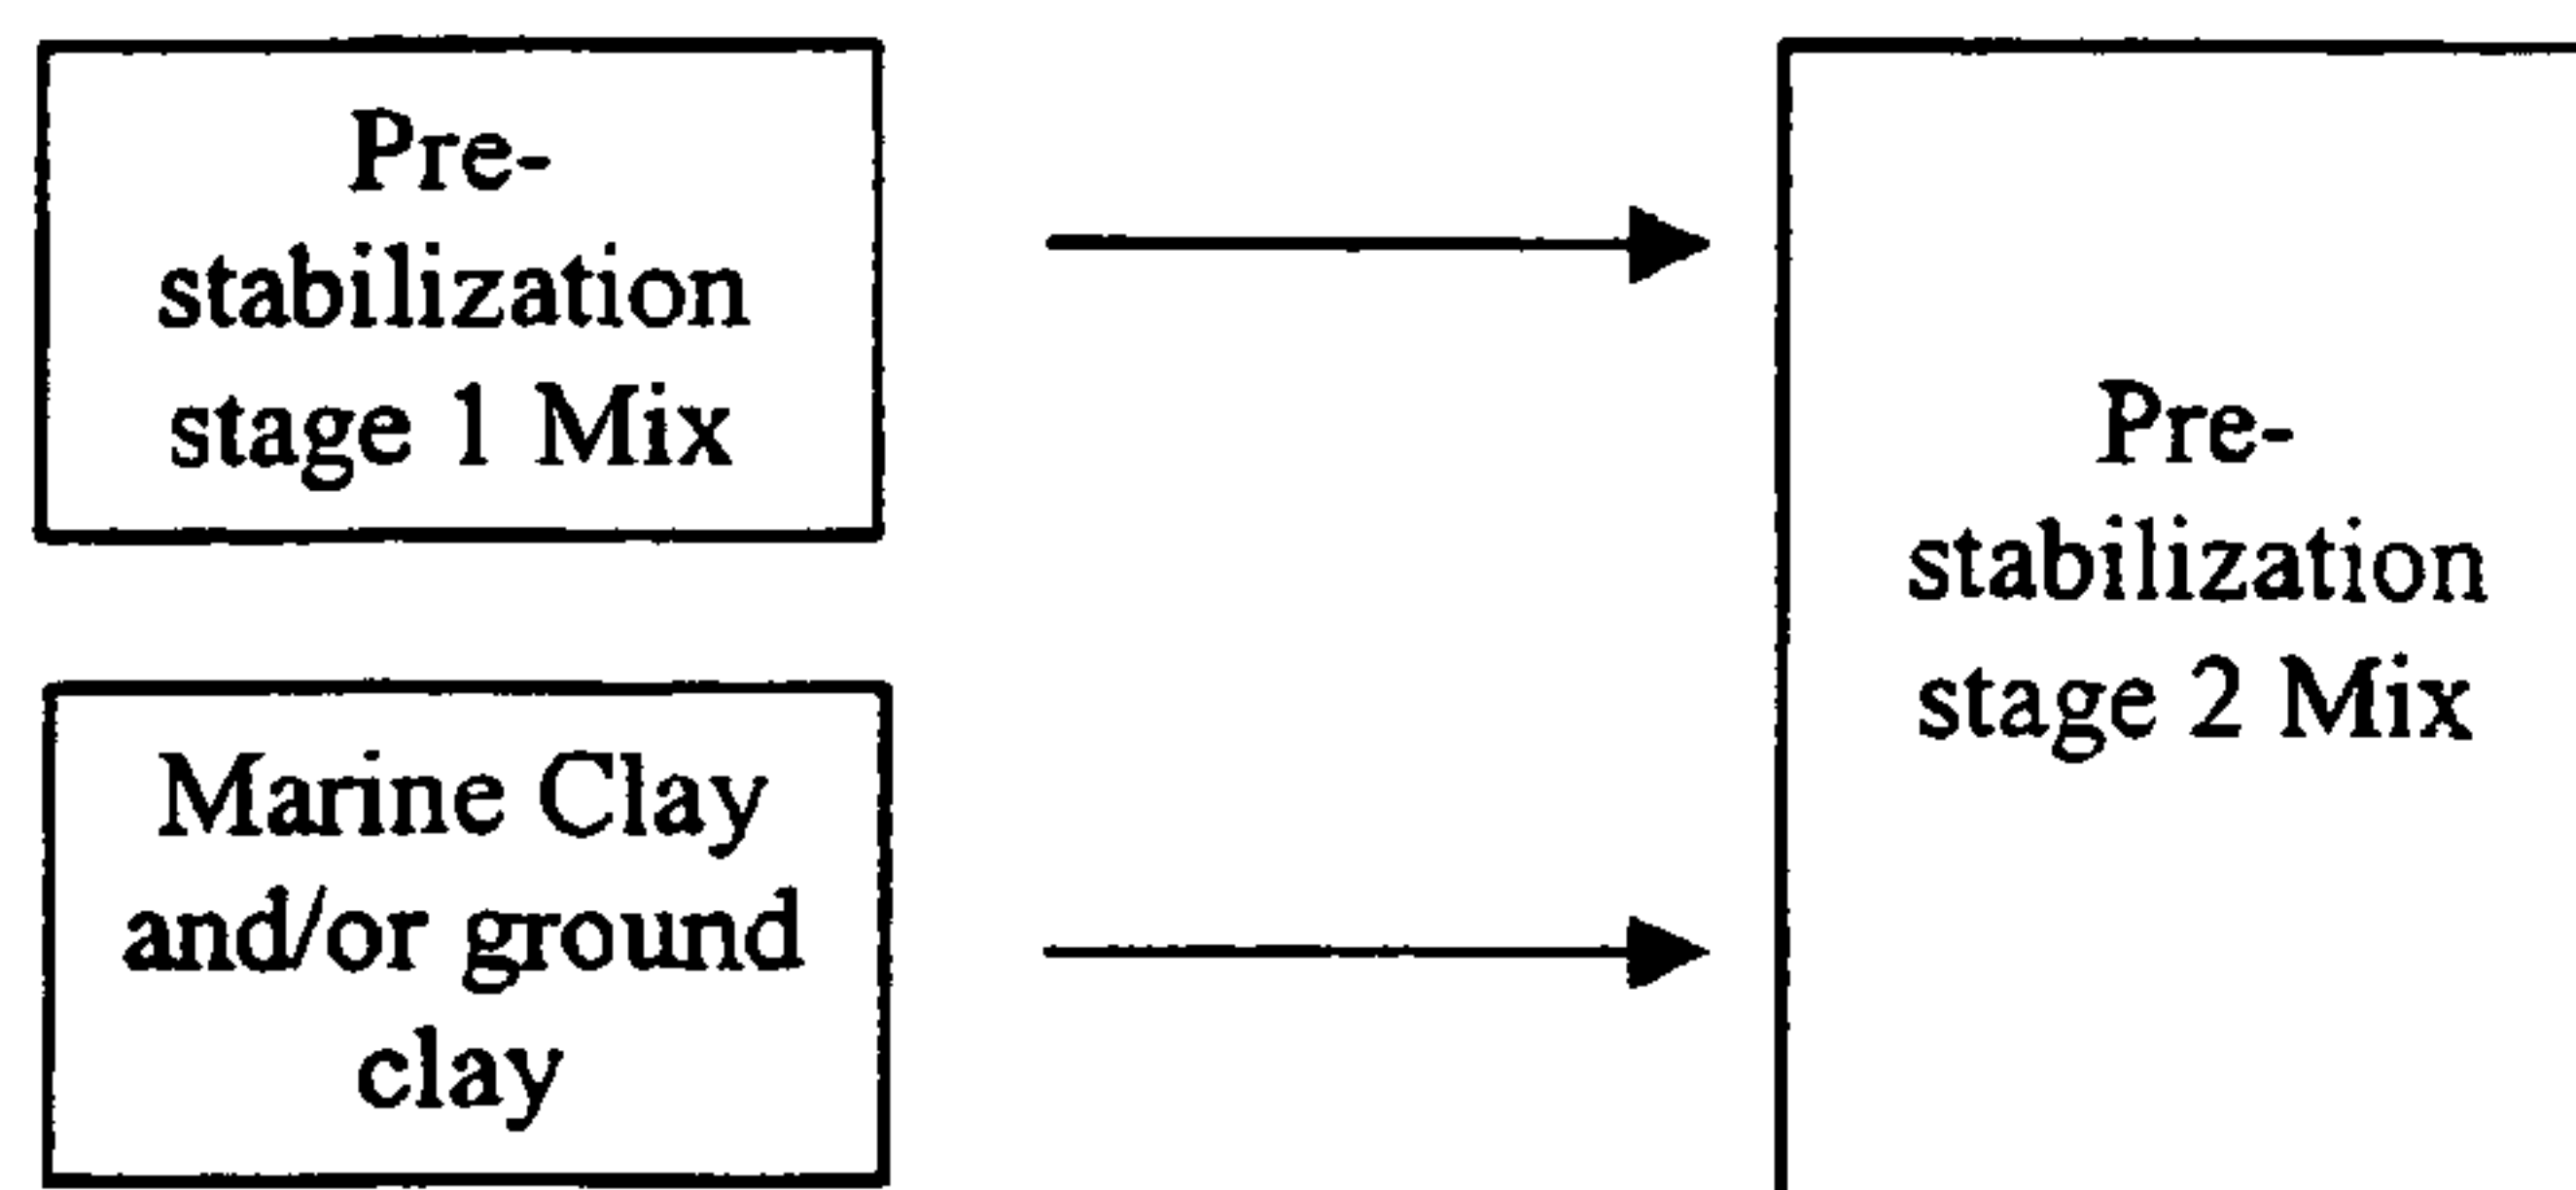 Pre-
stabilization
stage 1 Mix
Marine Clay
and/or ground
clay
Pre-
stabilization
stage 2 Mix